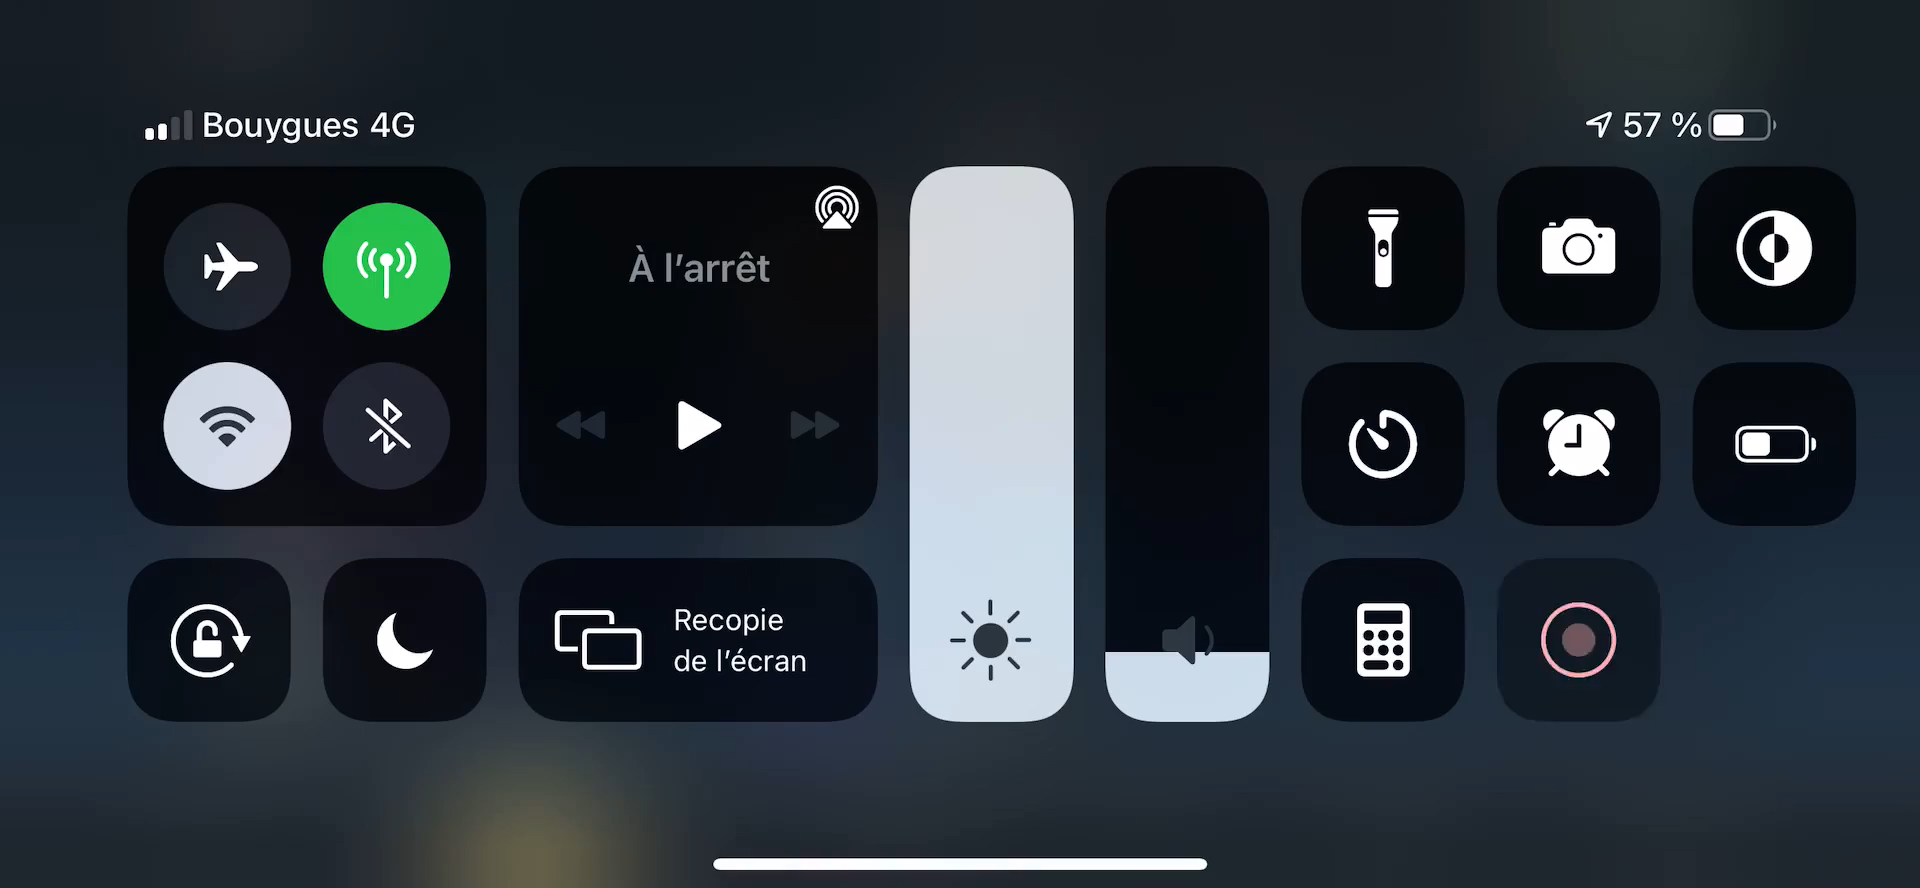 Bouygues 4G
57 %
À l’arrêt
Recopie
de l’écran